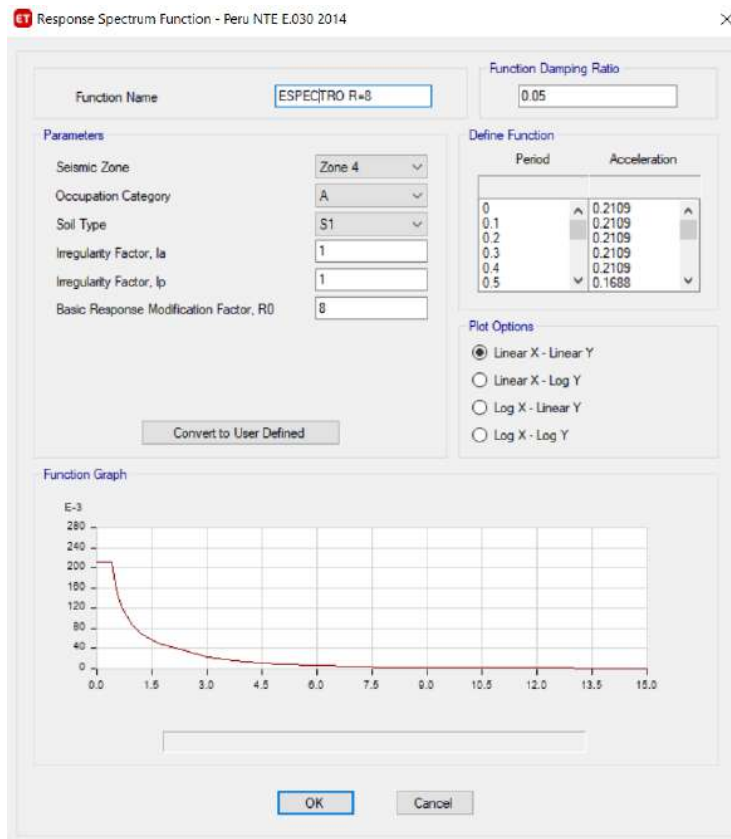 ET Response Spectrum Function - Peru NTE E.030 2014
Function Name
ESPECTRO R=8
Function Damping Ratio
0.05
Parameters
Seismic Zone
Zone 4
Occupation Category
A
Soil Type
S1
Irregularity Factor, Ia
1
Irregularity Factor, Ip
1
Basic Response Modification Factor, R0
8
Convert to User Defined
Define Function
Period Acceleration
0 0.2109
0.1 0.2109
0.2 0.2109
0.3 0.2109
0.4 0.2109
0.5 0.1688
Plot Options
Linear X - Linear Y
Linear X - Log Y
Log X - Linear Y
Log X - Log Y
Function Graph
E-3
280
240
200
160
120
80
40
0
0.0 1.5 3.0 4.5 6.0 7.5 9.0 10.5 12.0 13.5 15.0
OK Cancel